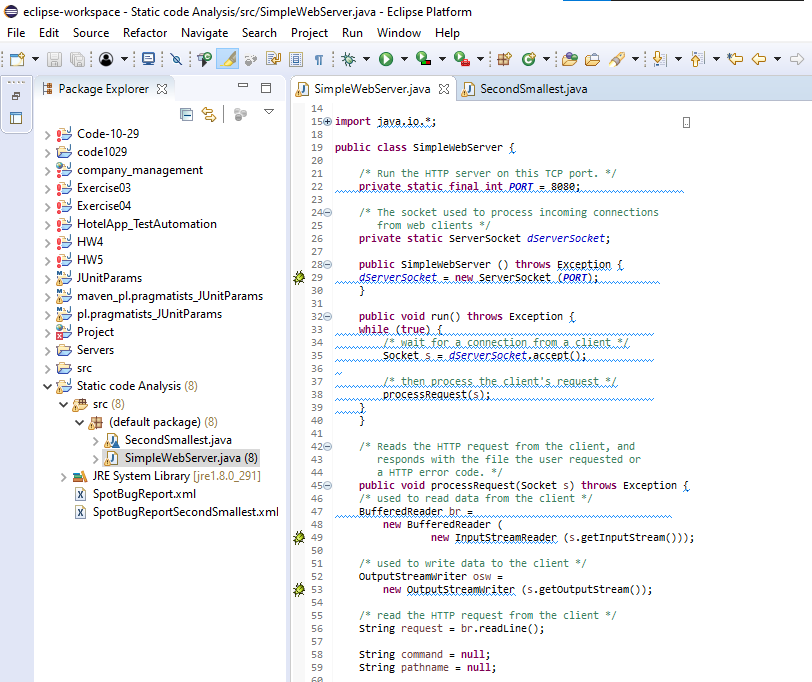 eclipse-workspace - Static code Analysis/src/SimpleWebServer.java - Eclipse Platform
File Edit Source Refactor Navigate Search Project Run Window Help
Package Explorer
SimpleWebServer.java
SecondSmallest.java
Code-10-29
code1029
company_management
Exercise03
Exercise04
HotelApp_TestAutomation
HW4
HW5
JUnitParams
maven_pl.pragmatists_JUnitParams
pl.pragmatists_JUnitParams
Project
Servers
src
Static code Analysis (8)
src (8)
(default package) (8)
SecondSmallest.java
SimpleWebServer.java (8)
JRE System Library [jre1.8.0_291]
SpotBugReport.xml
SpotBugReportSecondSmallest.xml
14
15 import java.io.*;
18
19 public class SimpleWebServer {
20
21 /* Run the HTTP server on this TCP port. */
22 private static final int PORT = 8080;
23
24 /* The socket used to process incoming connections
25 from web clients */
26 private static ServerSocket dServerSocket;
27
28 public SimpleWebServer () throws Exception {
29 dServerSocket = new ServerSocket (PORT);
30 }
31
32 public void run() throws Exception {
33 while (true) {
34 /* wait for a connection from a client */
35 Socket s = dServerSocket.accept();
36
37 /* then process the client's request */
38 processRequest(s);
39 }
40 }
41
42 /* Reads the HTTP request from the client, and
43 responds with the file the user requested or
44 a HTTP error code. */
45 public void processRequest(Socket s) throws Exception {
46 /* used to read data from the client */
47 BufferedReader br =
48 new BufferedReader (
49 new InputStreamReader (s.getInputStream()));
50
51 /* used to write data to the client */
52 OutputStreamWriter osw =
53 new OutputStreamWriter (s.getOutputStream());
54
55 /* read the HTTP request from the client */
56 String request = br.readLine();
57
58 String command = null;
59 String pathname = null;
60